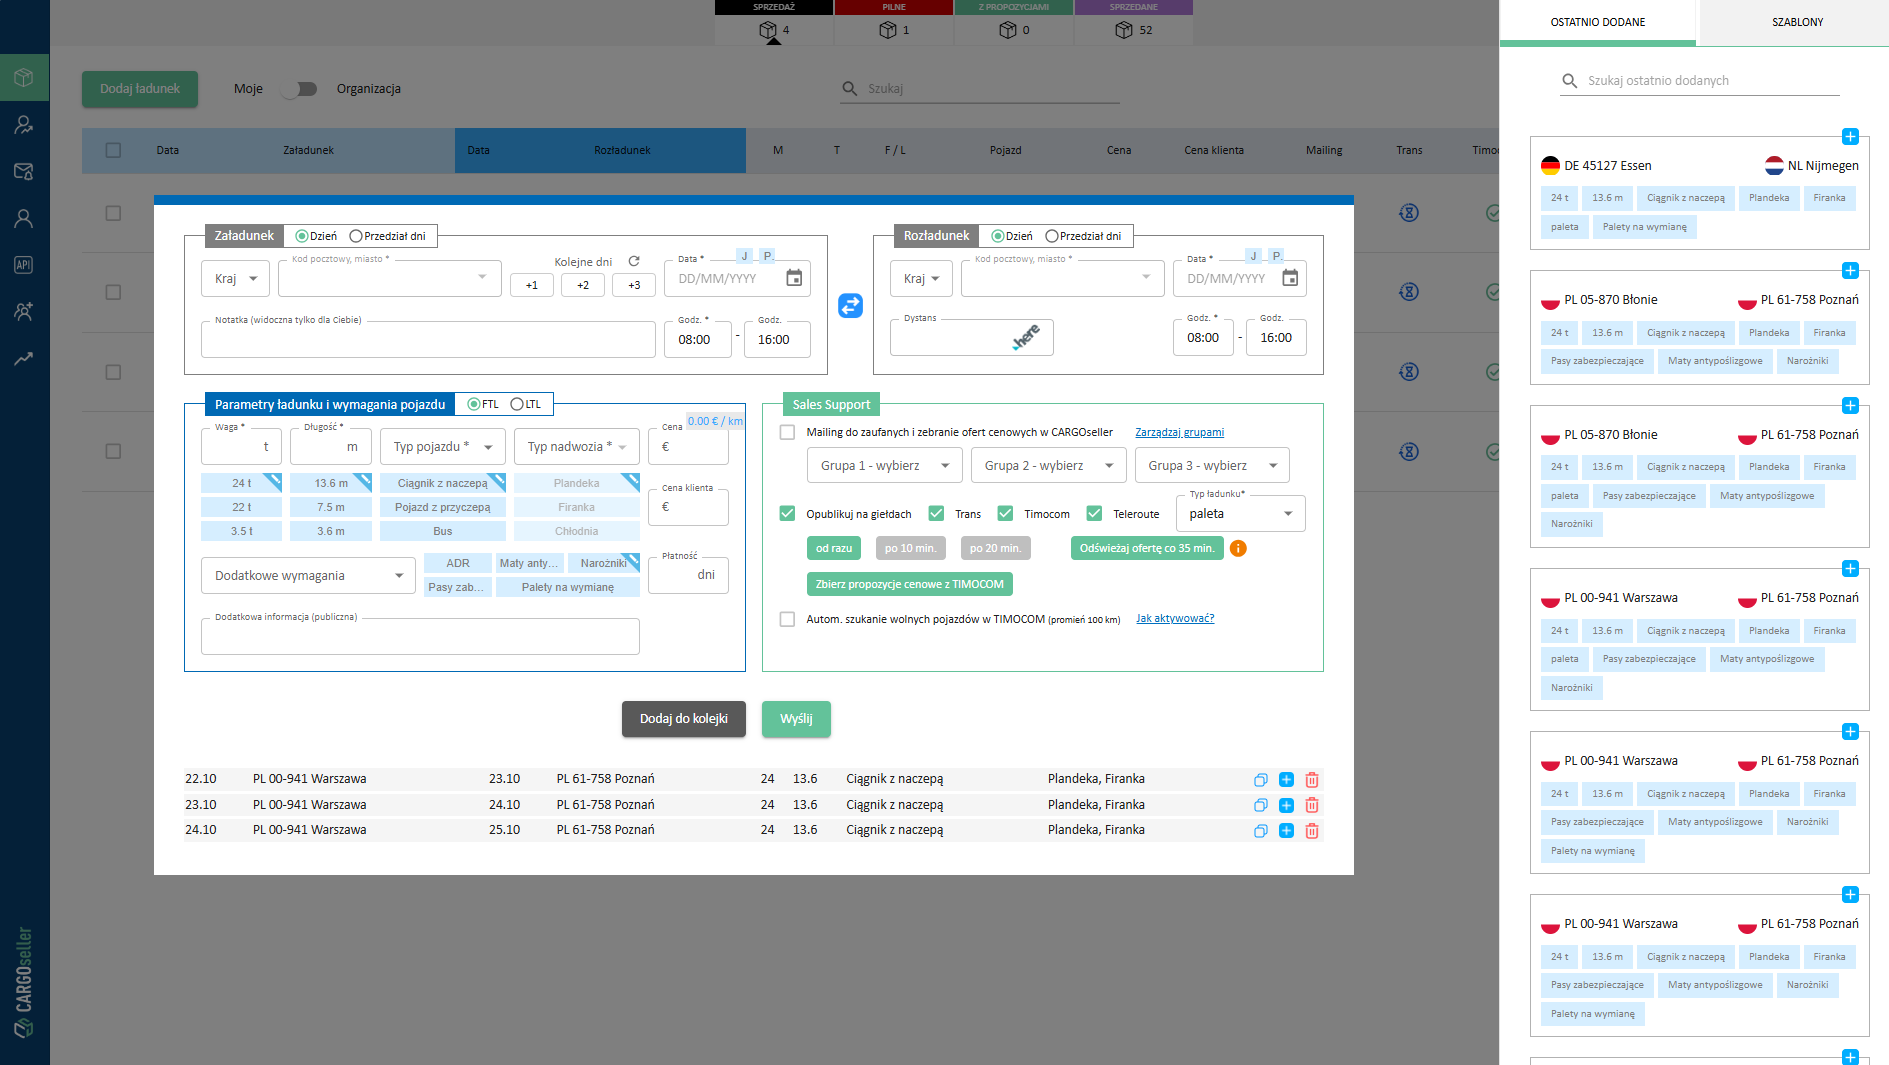 SPRZEDAŻ
PILNE
Z PROPOZYCJAMI
SPRZEDANE
4
1
0
52
OSTATNIO DODANE
SZABLONY
Dodaj ładunek
Moje
Organizacja
Szukaj
Szukaj ostatnio dodanych
Data
Załadunek
Data
Rozładunek
M
T
F / L
Pojazd
Cena
Cena klienta
Mailing
Trans
Timoc
API
CARGOseller
Załadunek
Dzień
Przedział dni
Kraj
Kod pocztowy, miasto *
Kolejne dni
+1
+2
+3
Data *
J
P.
DD/MM/YYYY
Notatka (widoczna tylko dla Ciebie)
Godz. *
08:00
-
Godz.
16:00
Rozładunek
Dzień
Przedział dni
Kraj
Kod pocztowy, miasto *
Data *
J
P.
DD/MM/YYYY
Dystans
here
Godz. *
08:00
-
Godz.
16:00
Parametry ładunku i wymagania pojazdu
FTL
LTL
Waga *
t
Długość *
m
Typ pojazdu *
Typ nadwozia *
Cena
0.00 € / km
€
24 t
13.6 m
Ciągnik z naczepą
Plandeka
22 t
7.5 m
Pojazd z przyczepą
Firanka
3.5 t
3.6 m
Bus
Chłodnia
Cena klienta
€
Dodatkowe wymagania
ADR
Maty anty...
Narożniki
Pasy zab...
Palety na wymianę
Płatność
dni
Dodatkowa informacja (publiczna)
Sales Support
Mailing do zaufanych i zebranie ofert cenowych w CARGOseller
Zarządzaj grupami
Grupa 1 - wybierz
Grupa 2 - wybierz
Grupa 3 - wybierz
Opublikuj na giełdach
Trans
Timocom
Teleroute
Typ ładunku*
paleta
od razu
po 10 min.
po 20 min.
Odświeżaj ofertę co 35 min.
i
Zbierz propozycje cenowe z TIMOCOM
Autom. szukanie wolnych pojazdów w TIMOCOM (promień 100 km)
Jak aktywować?
Dodaj do kolejki
Wyślij
22.10 PL 00-941 Warszawa 23.10 PL 61-758 Poznań 24 13.6 Ciągnik z naczepą Plandeka, Firanka
23.10 PL 00-941 Warszawa 24.10 PL 61-758 Poznań 24 13.6 Ciągnik z naczepą Plandeka, Firanka
24.10 PL 00-941 Warszawa 25.10 PL 61-758 Poznań 24 13.6 Ciągnik z naczepą Plandeka, Firanka
DE 45127 Essen NL Nijmegen
24 t 13.6 m Ciągnik z naczepą Plandeka Firanka
paleta Palety na wymianę
PL 05-870 Błonie PL 61-758 Poznań
24 t 13.6 m Ciągnik z naczepą Plandeka Firanka
Pasy zabezpieczające Maty antypoślizgowe Narożniki
PL 05-870 Błonie PL 61-758 Poznań
24 t 13.6 m Ciągnik z naczepą Plandeka Firanka
paleta Pasy zabezpieczające Maty antypoślizgowe
Narożniki
PL 00-941 Warszawa PL 61-758 Poznań
24 t 13.6 m Ciągnik z naczepą Plandeka Firanka
paleta Pasy zabezpieczające Maty antypoślizgowe
Narożniki
PL 00-941 Warszawa PL 61-758 Poznań
24 t 13.6 m Ciągnik z naczepą Plandeka Firanka
Pasy zabezpieczające Maty antypoślizgowe Narożniki
Palety na wymianę
PL 00-941 Warszawa PL 61-758 Poznań
24 t 13.6 m Ciągnik z naczepą Plandeka Firanka
Pasy zabezpieczające Maty antypoślizgowe Narożniki
Palety na wymianę